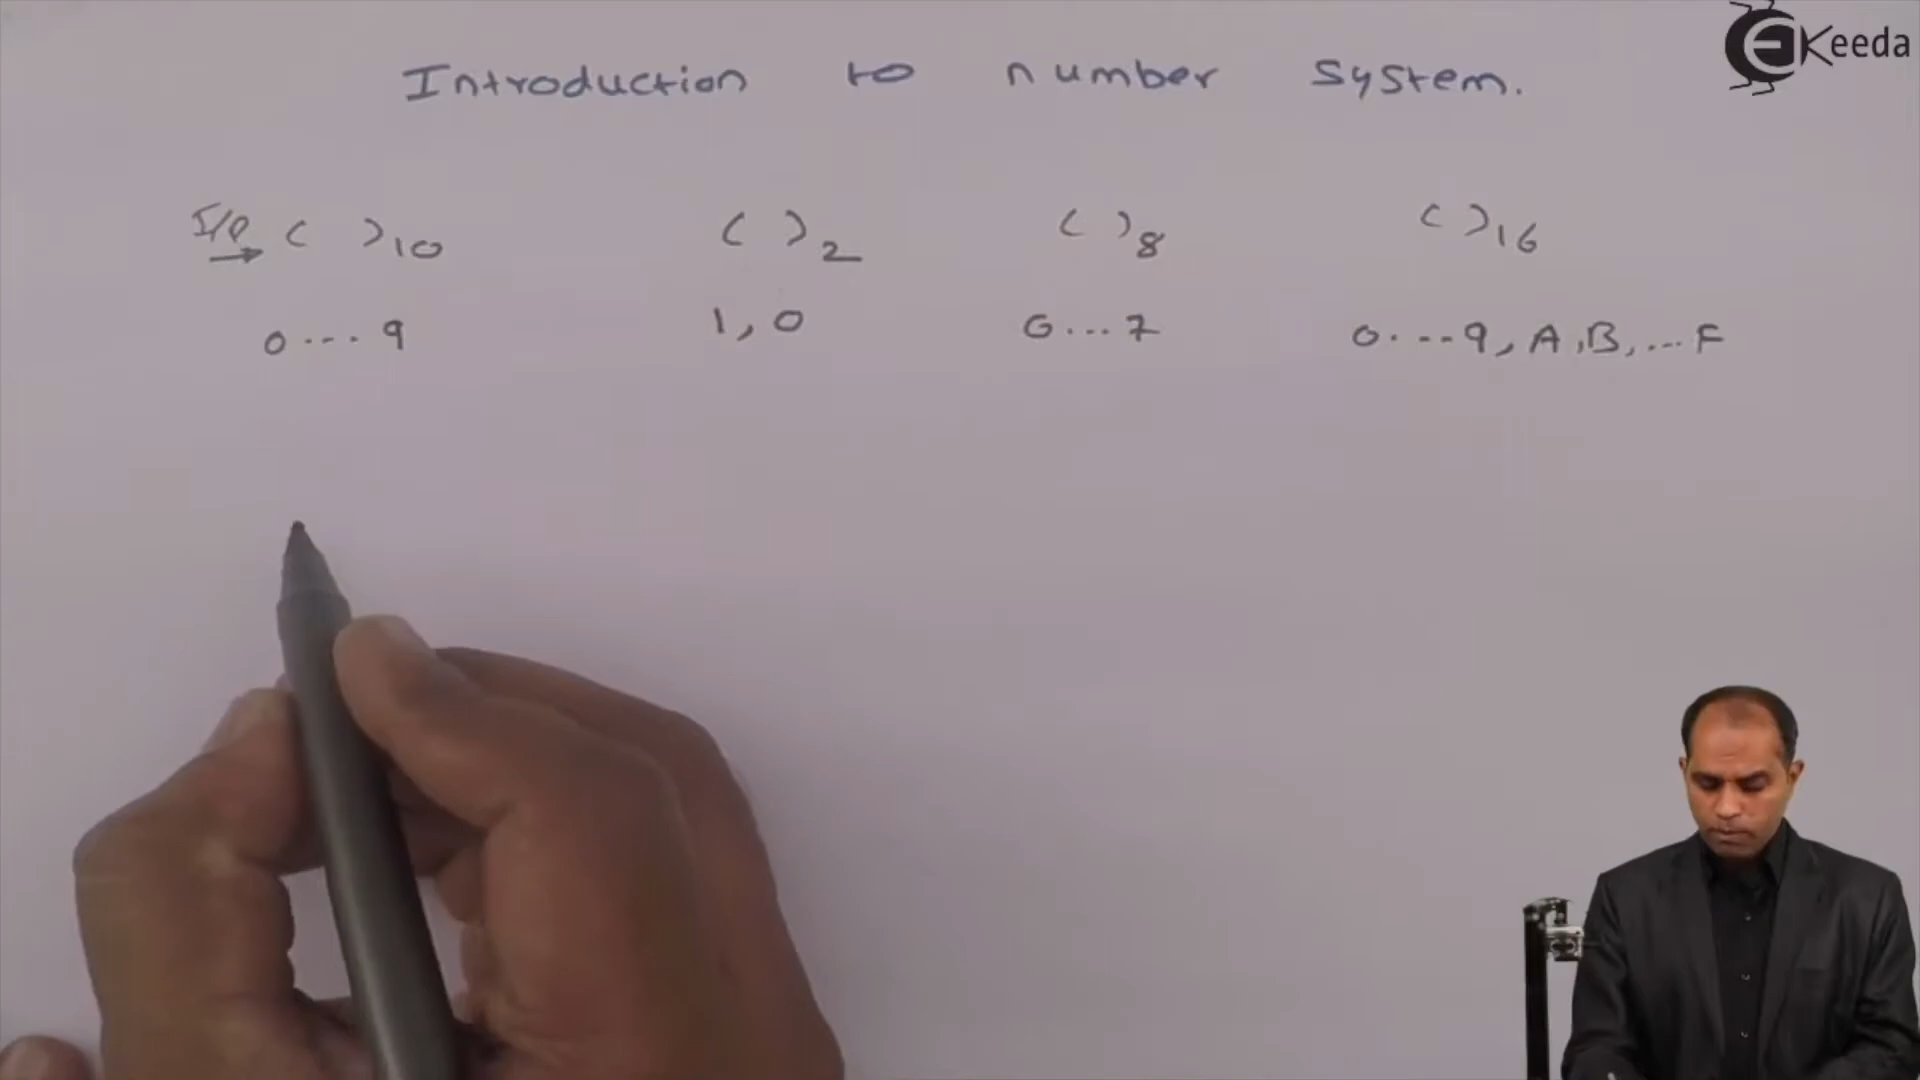 EKeeda
Introduction to number system.
I/P → ( )10 ( )2 ( )8 ( )16
0...9 1,0 0...7 0...9, A,B,...F